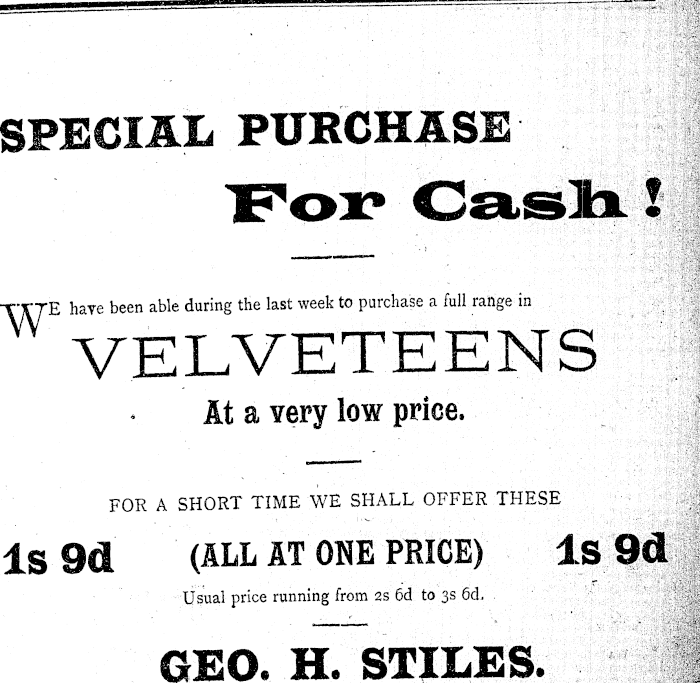 SPECIAL PURCHASE
For Cash!
WE have been able during the last week to purchase a full range in
VELVETEENS
At a very low price.
FOR A SHORT TIME WE SHALL OFFER THESE
1s 9d (ALL AT ONE PRICE) 1s 9d
Usual price running from 2s 6d to 3s 6d.
GEO. H. STILES.